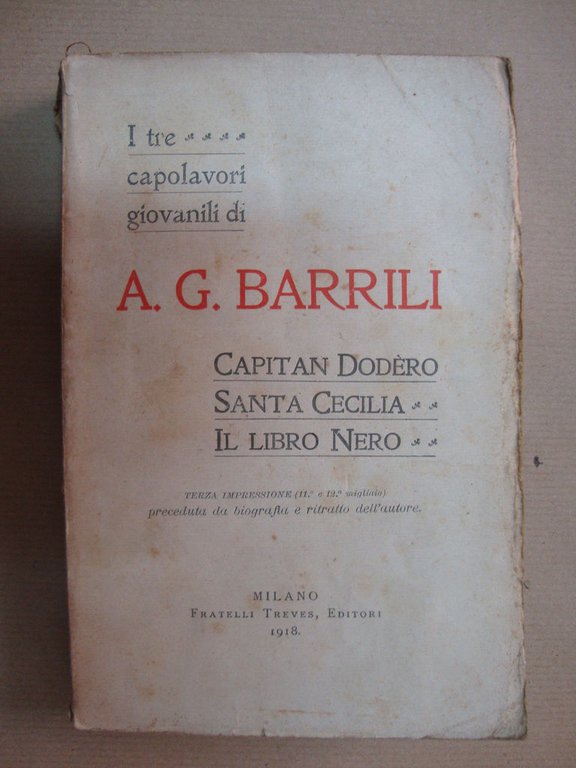 I tre
capolavori
giovanili di
A. G. BARRILI
CAPITAN DODÈRO
SANTA CECILIA
IL LIBRO NERO
TERZA IMPRESSIONE (11.º e 12.º migliaio)
preceduta da biografia e ritratto dell'autore.
MILANO
FRATELLI TREVES, EDITORI
1918.